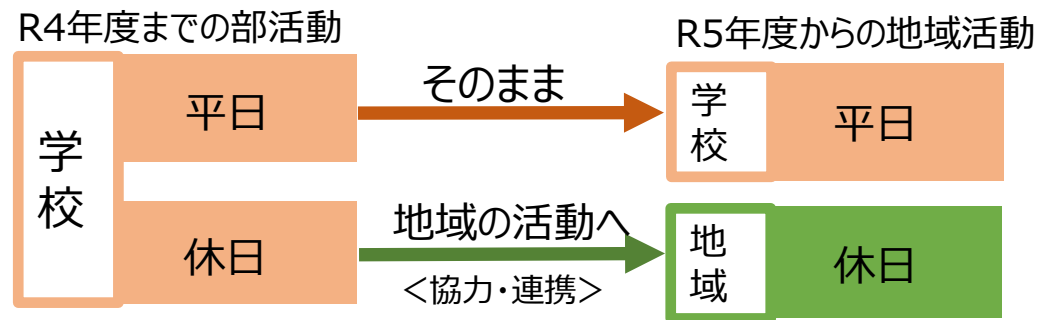 R4年度までの部活動
R5年度からの地域活動
学校
平日
そのまま
学校
平日
休日
地域の活動へ
<協力・連携>
地域
休日